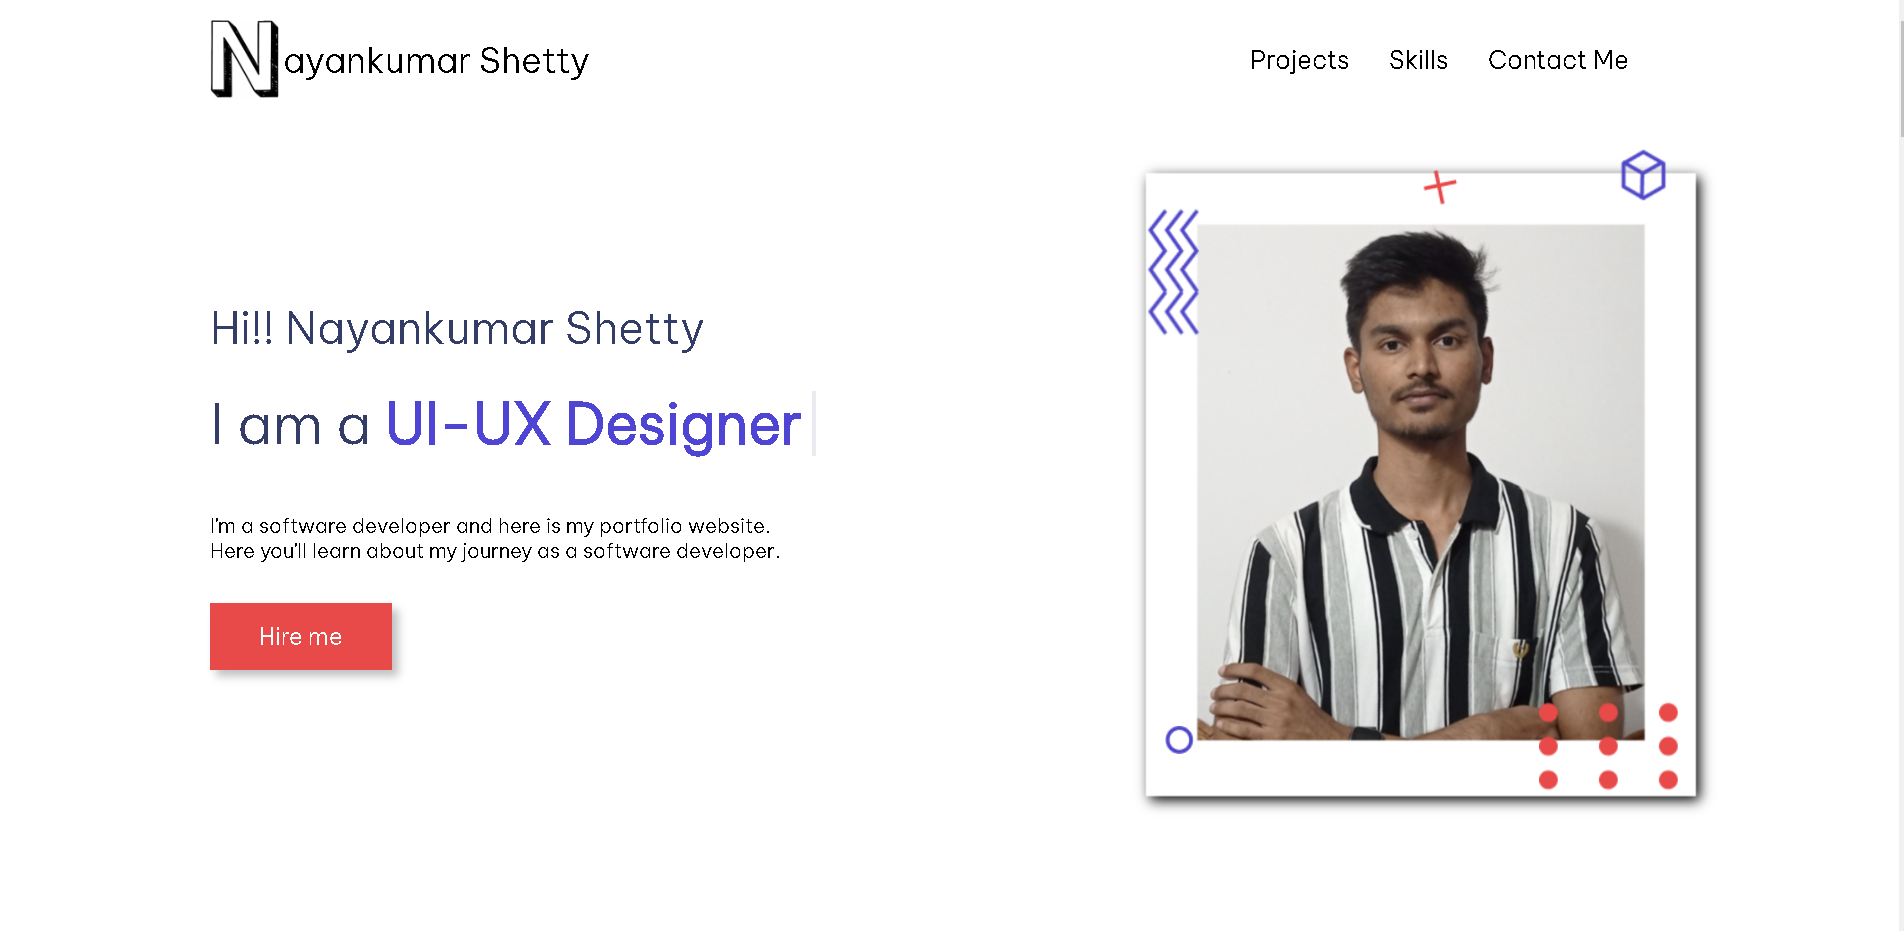 Nayankumar Shetty
Projects Skills Contact Me
Hi!! Nayankumar Shetty
I am a UI-UX Designer
I'm a software developer and here is my portfolio website.
Here you'll learn about my journey as a software developer.
Hire me